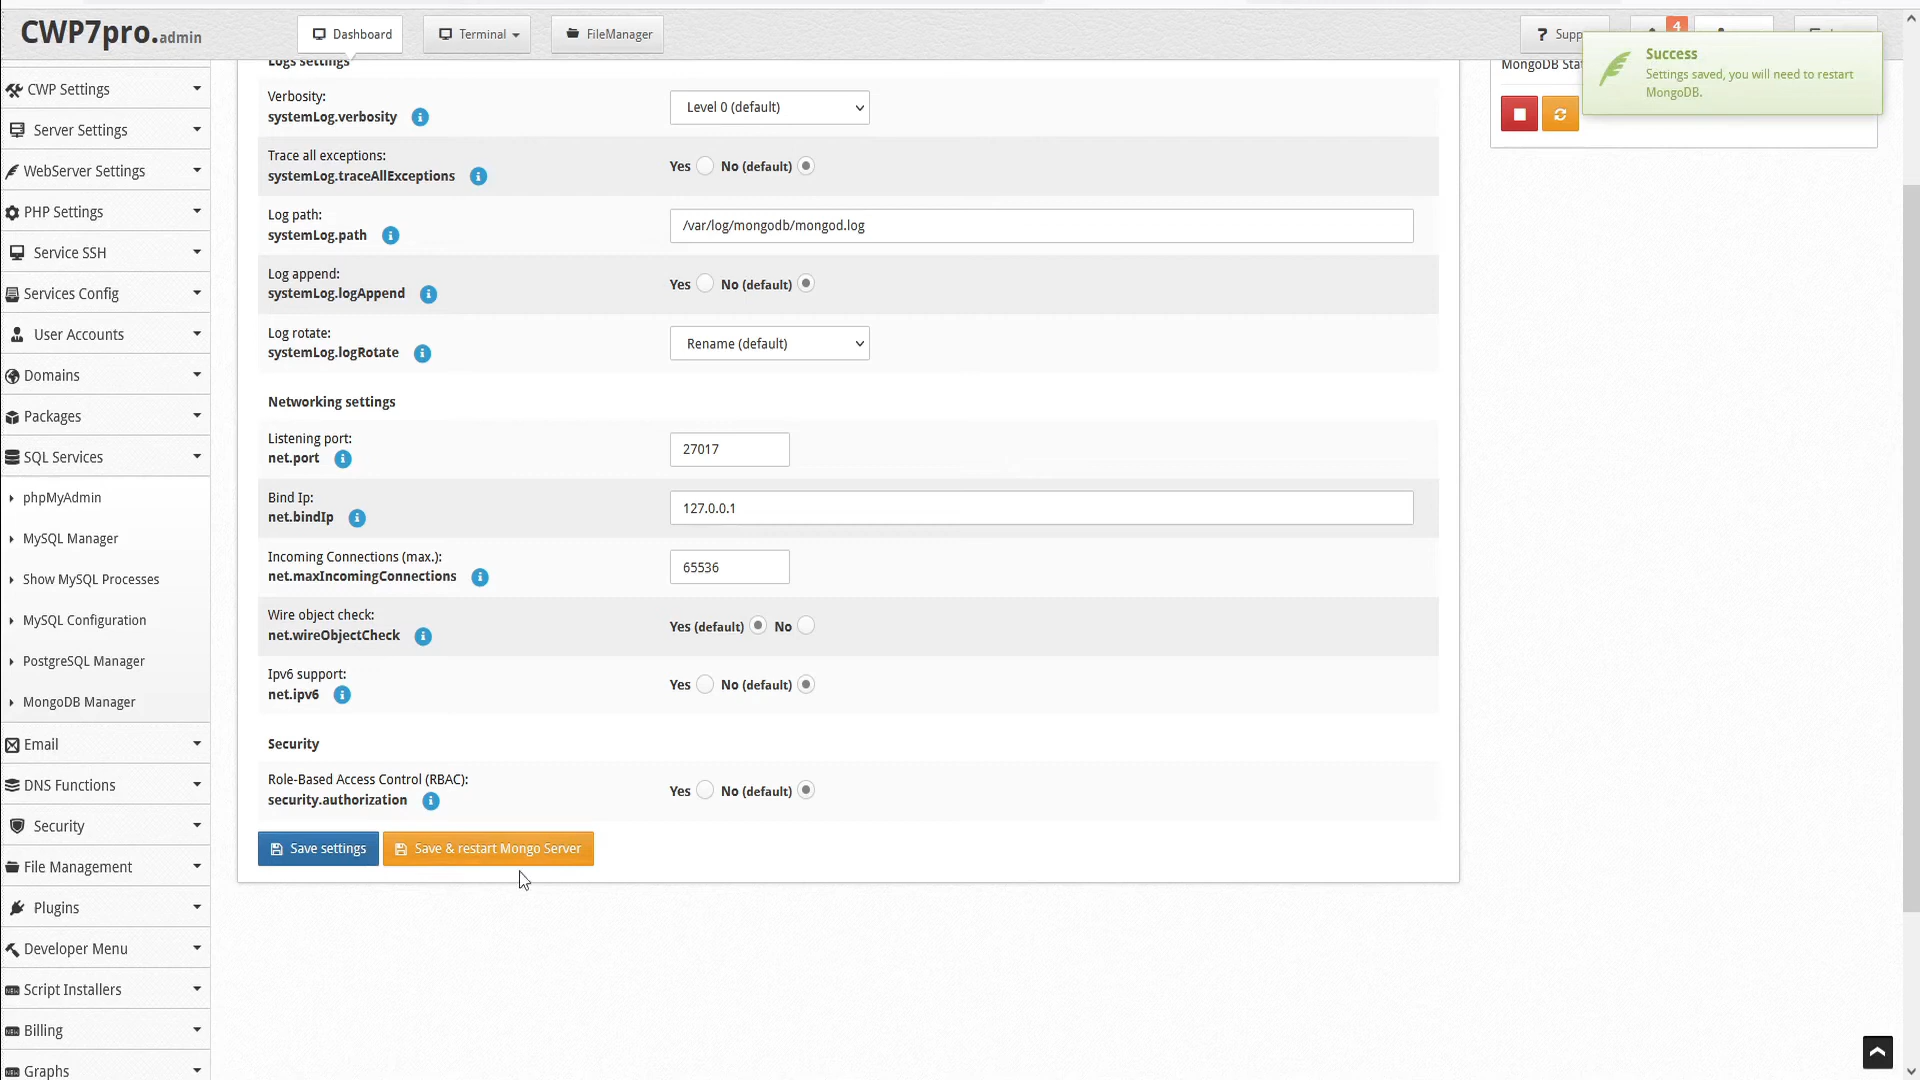 CWP7pro.admin
Dashboard
Terminal
FileManager
4
Success
Settings saved, you will need to restart
MongoDB.
CWP Settings
Server Settings
WebServer Settings
PHP Settings
Service SSH
Services Config
User Accounts
Domains
Packages
SQL Services
phpMyAdmin
MySQL Manager
Show MySQL Processes
MySQL Configuration
PostgreSQL Manager
MongoDB Manager
Email
DNS Functions
Security
File Management
Plugins
Developer Menu
Script Installers
Billing
Graphs
Logs settings
Verbosity:
systemLog.verbosity
Level 0 (default)
Trace all exceptions:
systemLog.traceAllExceptions
Yes No (default)
Log path:
systemLog.path
/var/log/mongodb/mongod.log
Log append:
systemLog.logAppend
Yes No (default)
Log rotate:
systemLog.logRotate
Rename (default)
Networking settings
Listening port:
net.port
27017
Bind Ip:
net.bindIp
127.0.0.1
Incoming Connections (max.):
net.maxIncomingConnections
65536
Wire object check:
net.wireObjectCheck
Yes (default) No
Ipv6 support:
net.ipv6
Yes No (default)
Security
Role-Based Access Control (RBAC):
security.authorization
Yes No (default)
Save settings
Save & restart Mongo Server
MongoDB